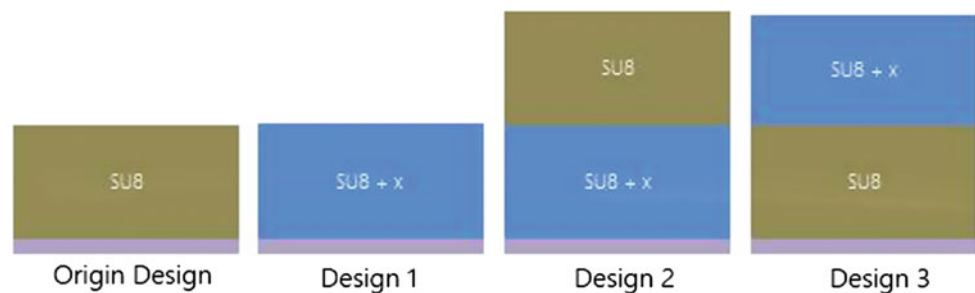 SU8
SU8 + x
SU8
SU8 + x
SU8 + x
SU8
Origin Design
Design 1
Design 2
Design 3